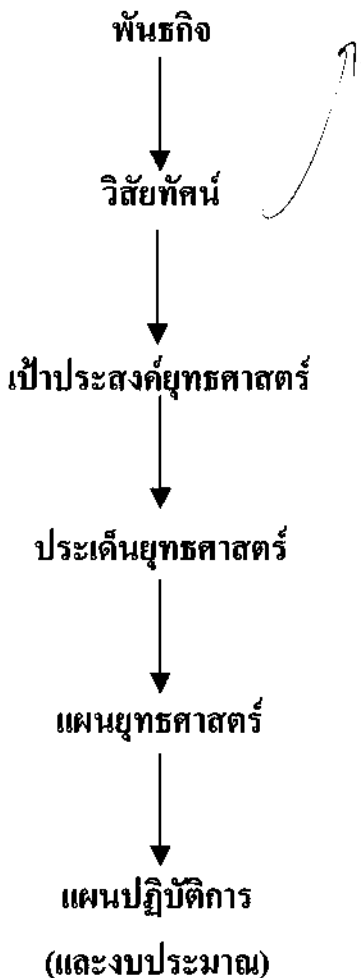 พันธกิจ
วิสัยทัศน์
เป้าประสงค์ยุทธศาสตร์
ประเด็นยุทธศาสตร์
แผนยุทธศาสตร์
แผนปฏิบัติการ
(และงบประมาณ)